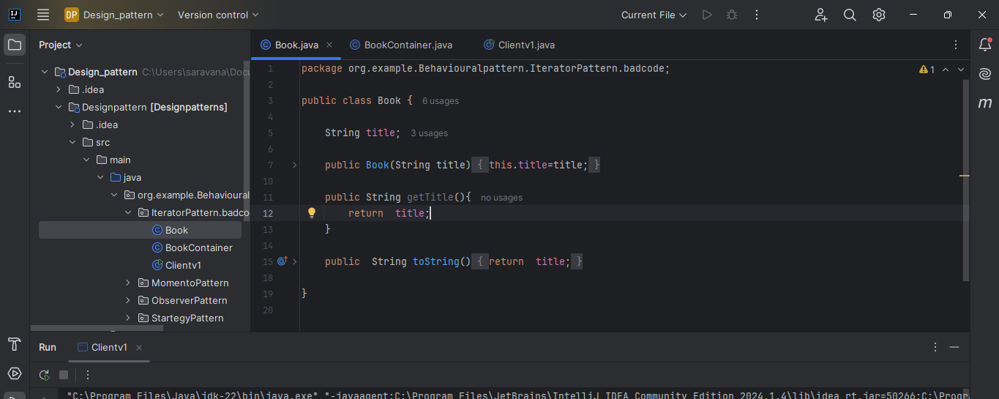 DP Design_pattern Version control Current File
Project
Book.java BookContainer.java Clientv1.java
Design_pattern C:\Users\saravana\Docu
.idea
Designpattern [Designpatterns]
.idea
src
main
java
org.example.Behavioural
IteratorPattern.badco
Book
BookContainer
Clientv1
MomentoPattern
ObserverPattern
StartegyPattern
1 package org.example.Behaviouralpattern.IteratorPattern.badcode;
1
2
3 public class Book { 6 usages
4
5 String title; 3 usages
6
7 public Book(String title) { this.title=title; }
10
11 public String getTitle(){ no usages
12 return title;
13 }
14
15 public String toString() { return title; }
18
19 }
20
m
Run Clientv1
"C:\Program Files\Java\jdk-22\bin\java.exe" "-javaagent:C:\Program Files\JetBrains\IntelliJ IDEA Community Edition 2024.1.4\lib\idea_rt.jar=50266:C:\Progr